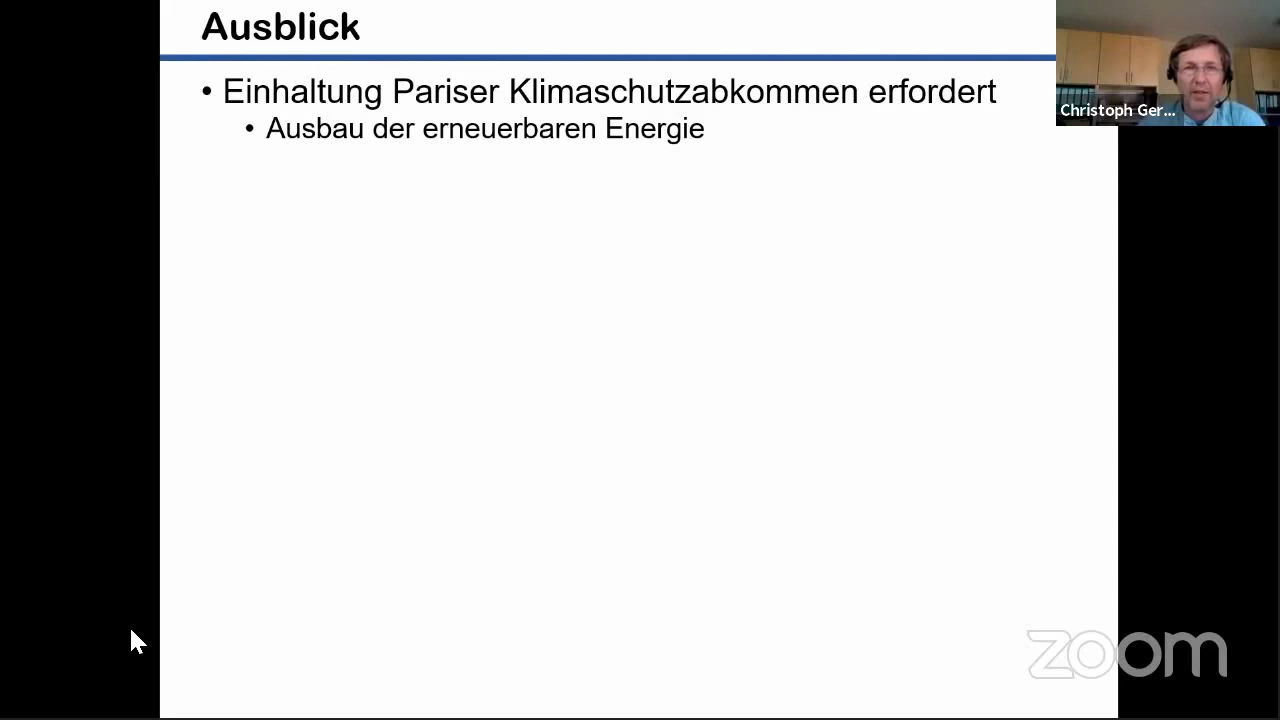 Ausblick
• Einhaltung Pariser Klimaschutzabkommen erfordert
• Ausbau der erneuerbaren Energie
Christoph Ger...
zoom